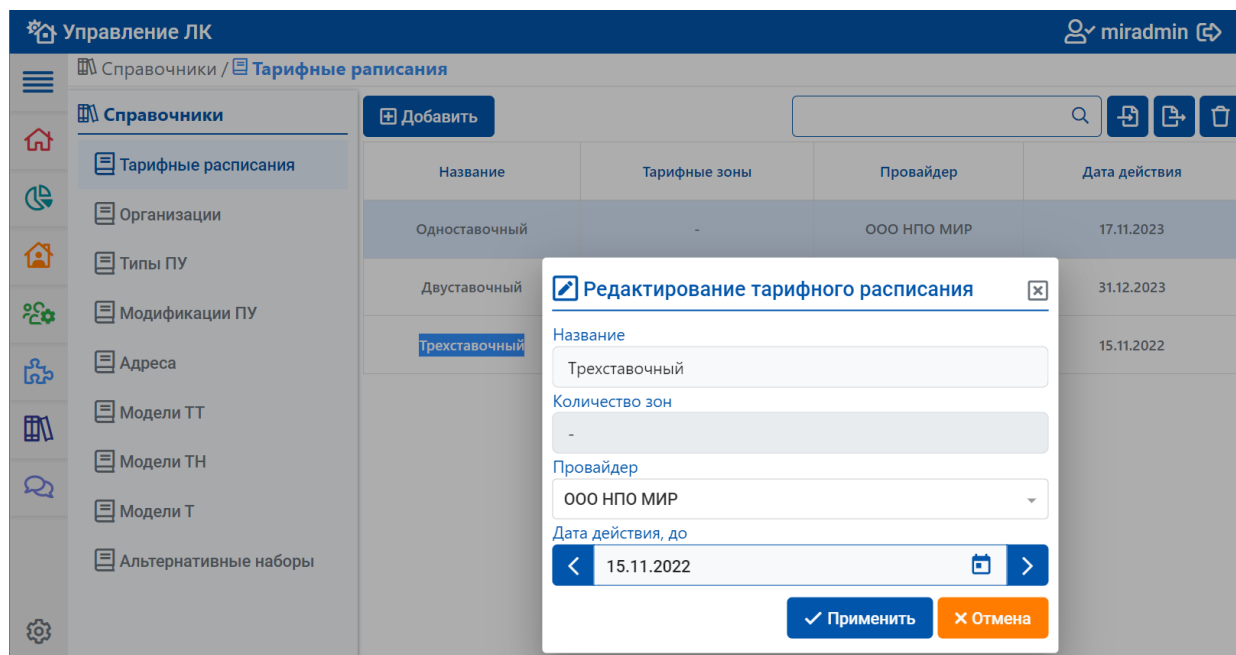 Управление ЛК
miradmin
Справочники / Тарифные раписания
Справочники
Тарифные расписания
Организации
Типы ПУ
Модификации ПУ
Адреса
Модели ТТ
Модели ТН
Модели Т
Альтернативные наборы
Добавить
Название Тарифные зоны Провайдер Дата действия
Одноставочный - ООО НПО МИР 17.11.2023
Двуставочный 31.12.2023
Трехставочный 15.11.2022
Редактирование тарифного расписания
Название
Трехставочный
Количество зон
-
Провайдер
ООО НПО МИР
Дата действия, до
15.11.2022
Применить
Отмена